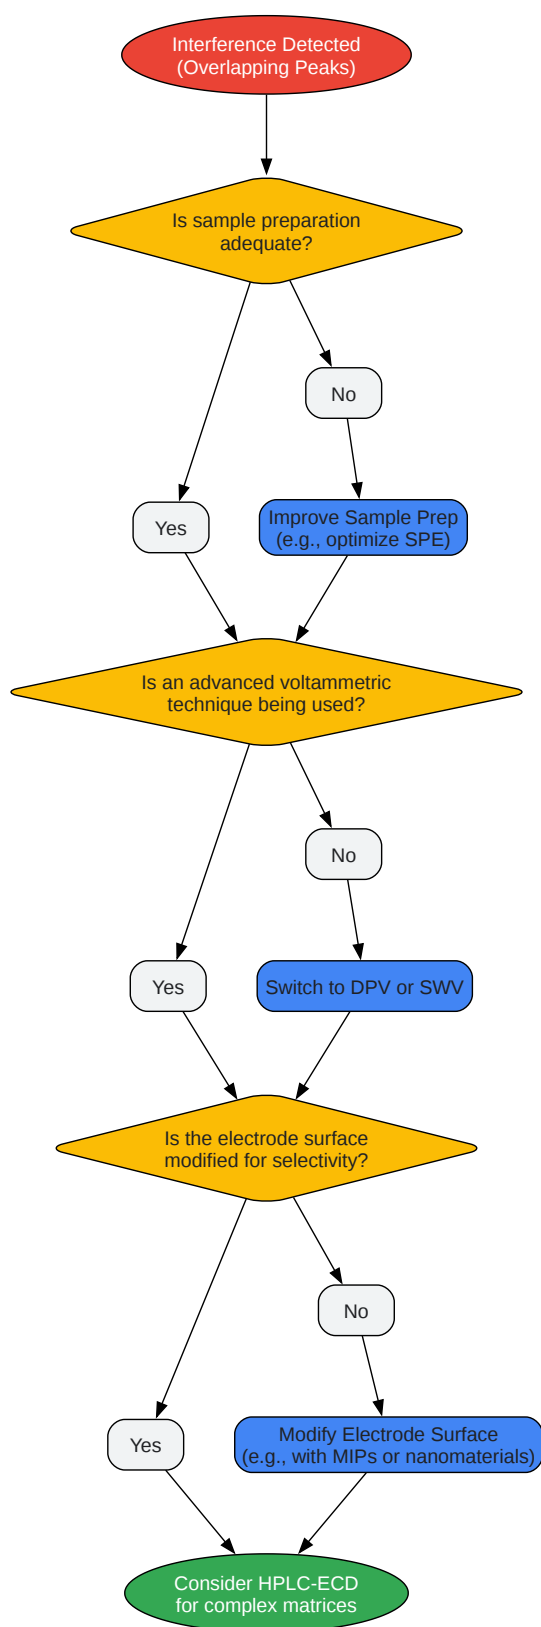 Interference Detected
(Overlapping Peaks)
Is sample preparation
adequate?
No
Yes
Improve Sample Prep
(e.g., optimize SPE)
Is an advanced voltammetric
technique being used?
No
Yes
Switch to DPV or SWV
Is the electrode surface
modified for selectivity?
No
Yes
Modify Electrode Surface
(e.g., with MIPs or nanomaterials)
Consider HPLC-ECD
for complex matrices